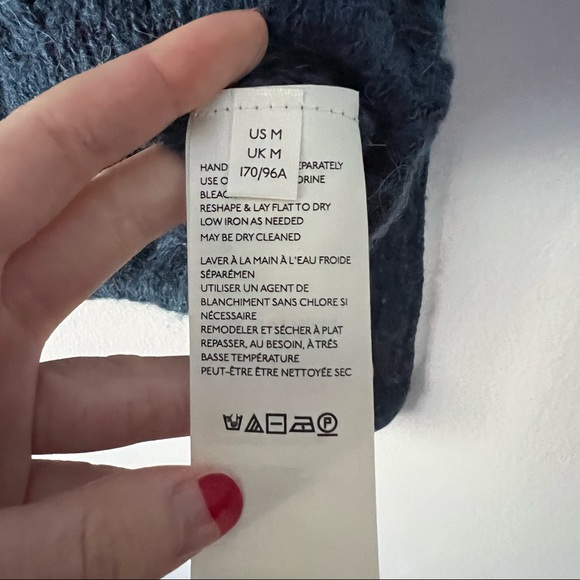 US M
UK M
170/96A
HAND EPARATELY
USE O ORINE
BLEAC
RESHAPE & LAY FLAT TO DRY
LOW IRON AS NEEDED
MAY BE DRY CLEANED
LAVER À LA MAIN À L'EAU FROIDE
SÉPARÉMEN
UTILISER UN AGENT DE
BLANCHIMENT SANS CHLORE SI
NÉCESSAIRE
REMODELER ET SÉCHER À PLAT
REPASSER, AU BESOIN, À TRÈS
BASSE TEMPÉRATURE
PEUT-ÊTRE ÊTRE NETTOYÉE SEC
P